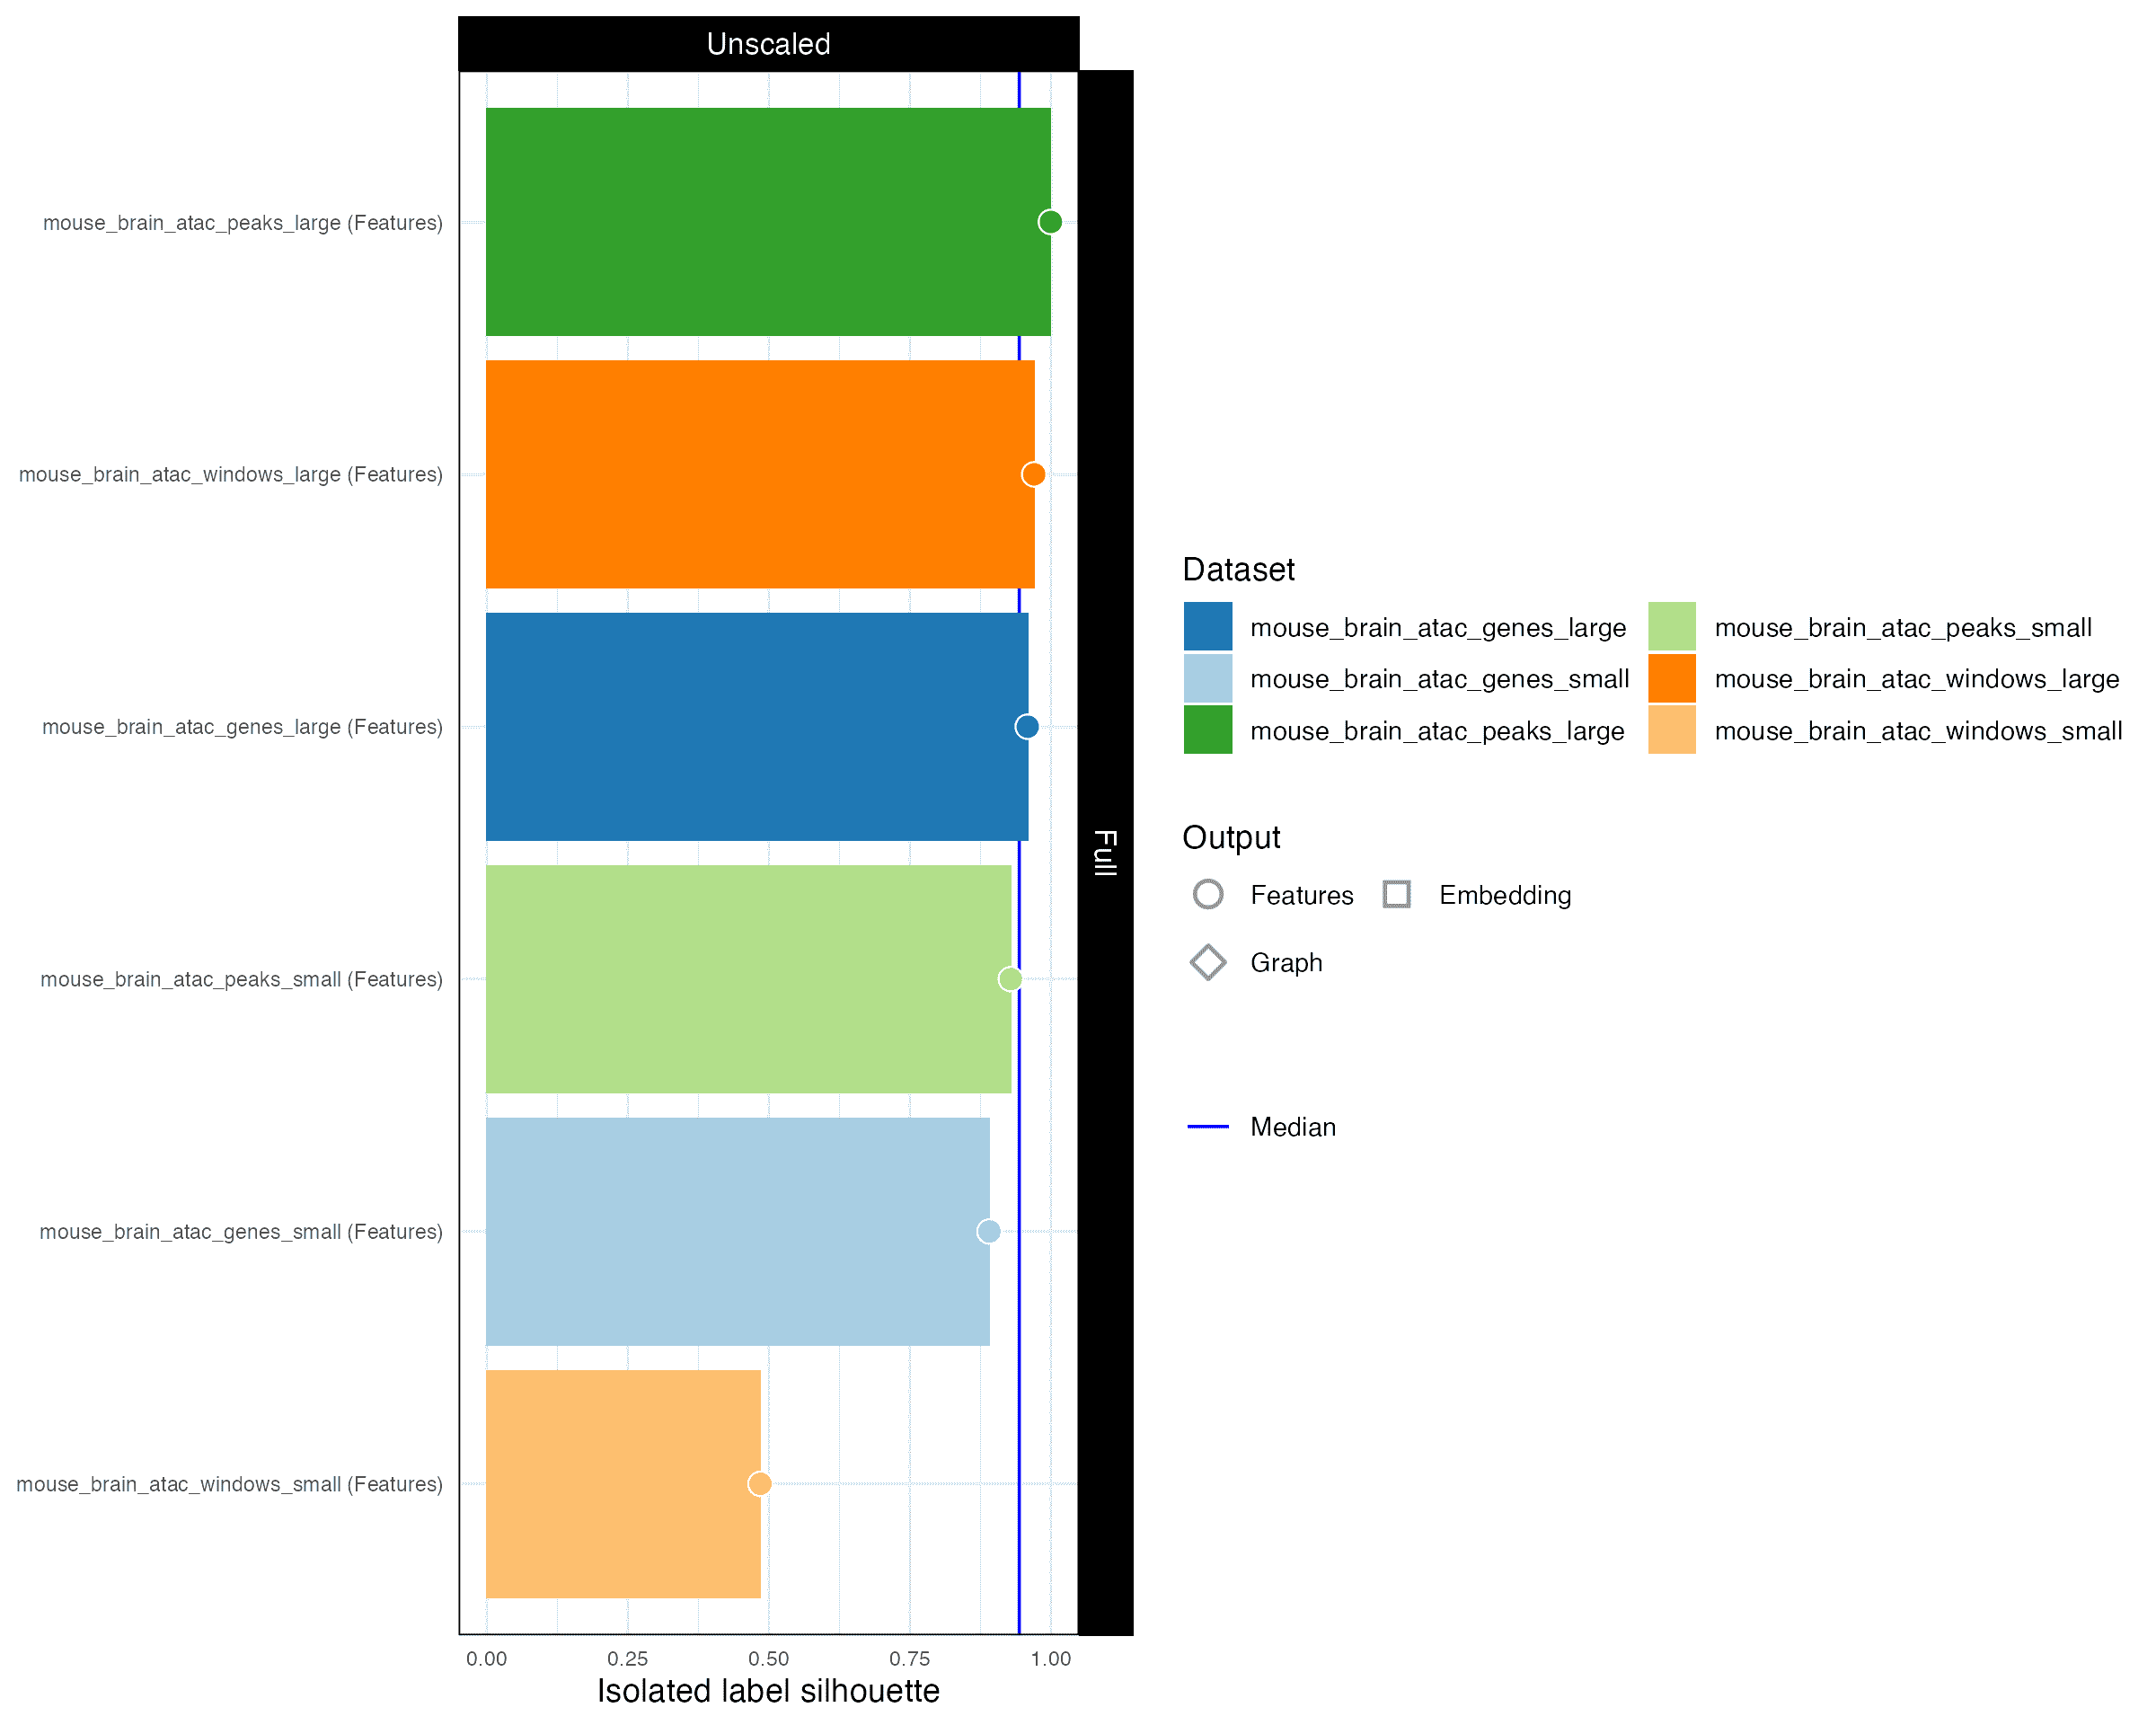 Unscaled
mouse_brain_atac_peaks_large (Features)
mouse_brain_atac_windows_large (Features)
mouse_brain_atac_genes_large (Features)
mouse_brain_atac_peaks_small (Features)
mouse_brain_atac_genes_small (Features)
mouse_brain_atac_windows_small (Features)
0.00 0.25 0.50 0.75 1.00
Isolated label silhouette
Full
Dataset
mouse_brain_atac_genes_large mouse_brain_atac_peaks_small
mouse_brain_atac_genes_small mouse_brain_atac_windows_large
mouse_brain_atac_peaks_large mouse_brain_atac_windows_small
Output
Features Embedding
Graph
Median